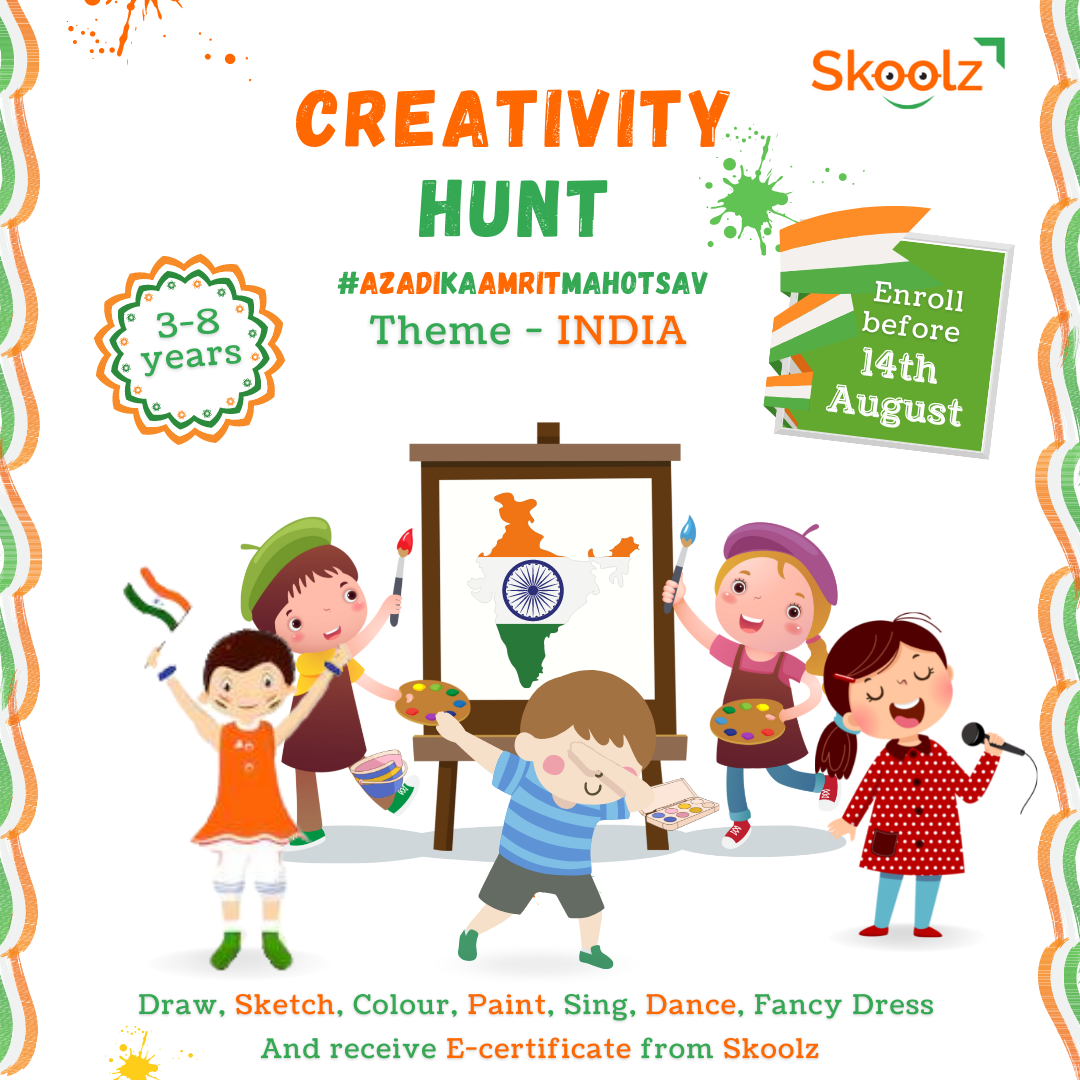 Skoolz
CREATIVITY
HUNT
#AZADIKAAMRITMAHOTSAV
Theme - INDIA
3-8
years
Enroll
before
14th
August
Draw, Sketch, Colour, Paint, Sing, Dance, Fancy Dress
And receive E-certificate from Skoolz